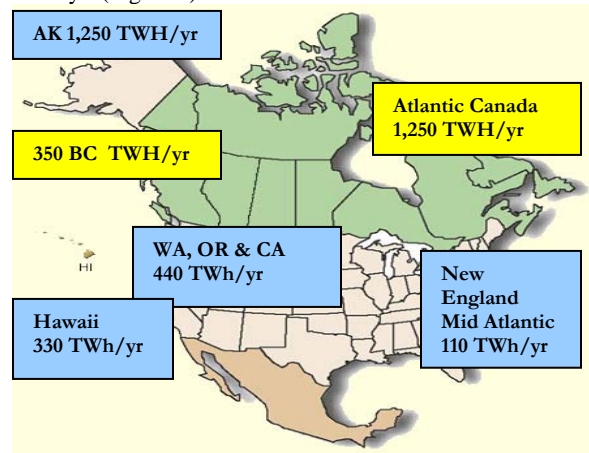 AK 1,250 TWH/yr
Atlantic Canada
1,250 TWH/yr
350 BC TWH/yr
WA, OR & CA
440 TWh/yr
HI
New
England
Mid Atlantic
110 TWh/yr
Hawaii
330 TWh/yr